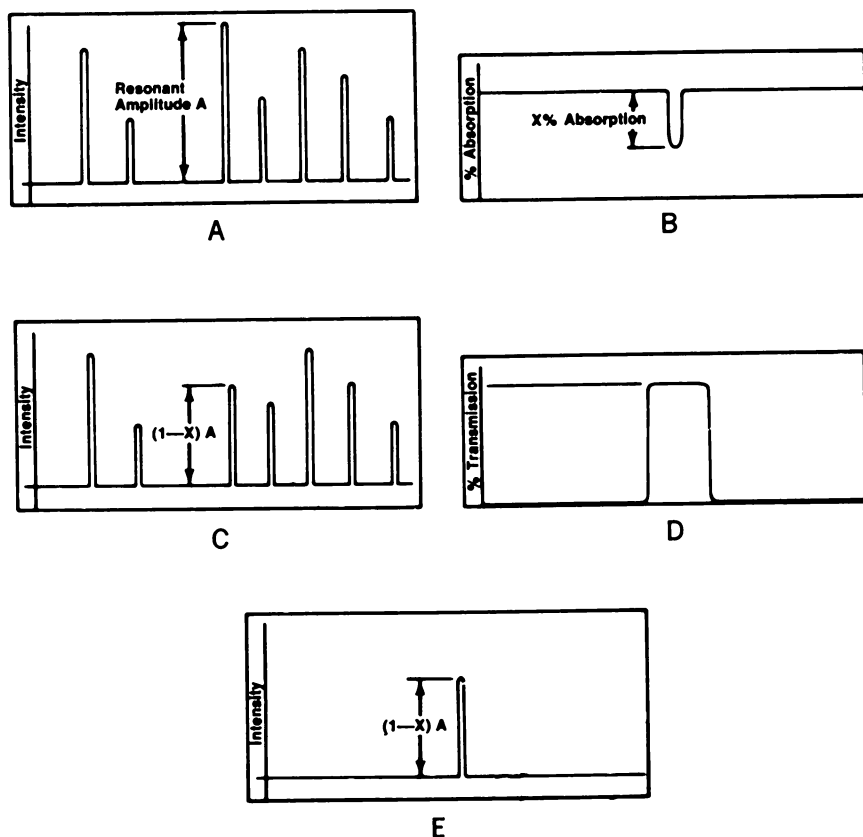 Intensity
Resonant
Amplitude A
A
% Absorption
X% Absorption
B
Intensity
(1—X) A
C
% Transmission
D
Intensity
(1—X) A
E